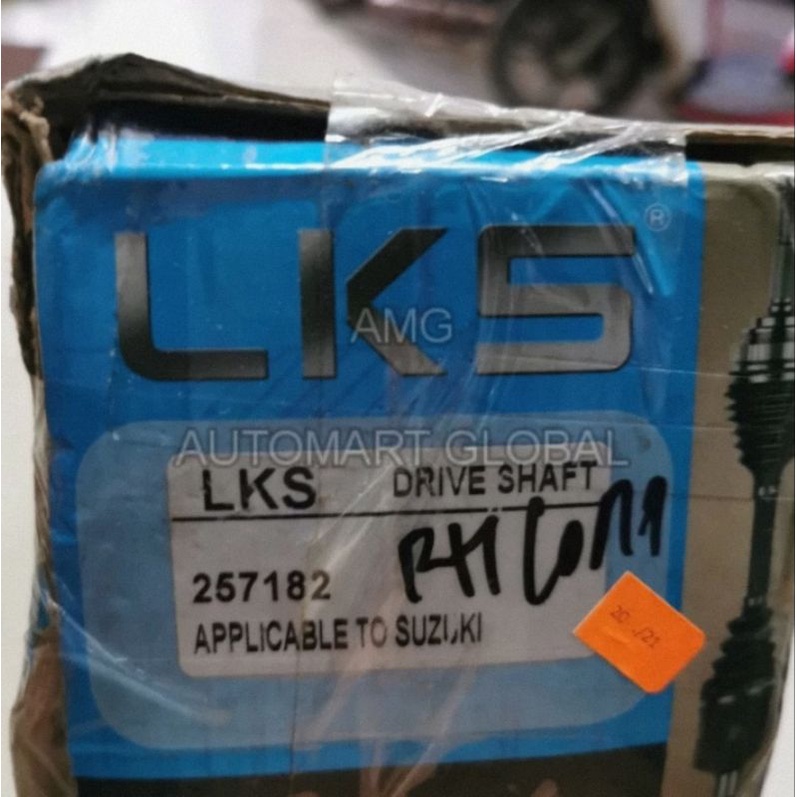 LKS®
AMG
AUTOMART GLOBAL
LKS DRIVE SHAFT
257182
APPLICABLE TO SUZUKI